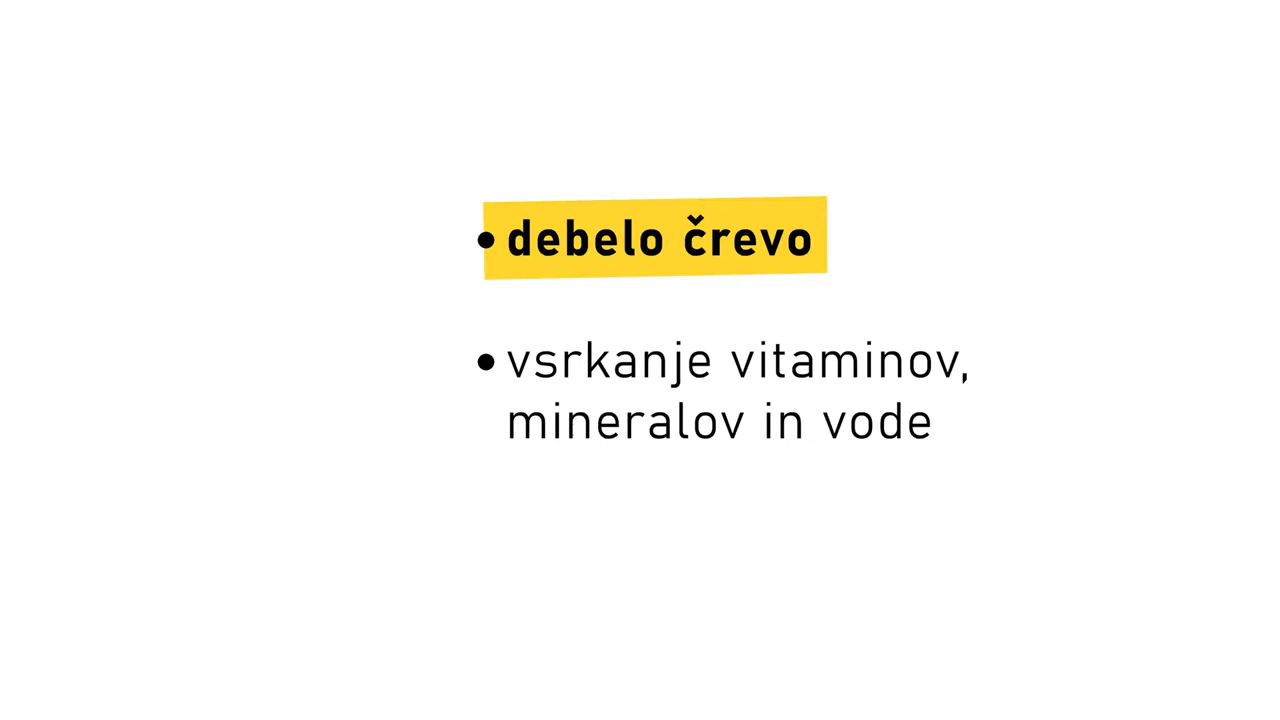 • debelo črevo
• vsrkanje vitaminov,
mineralov in vode